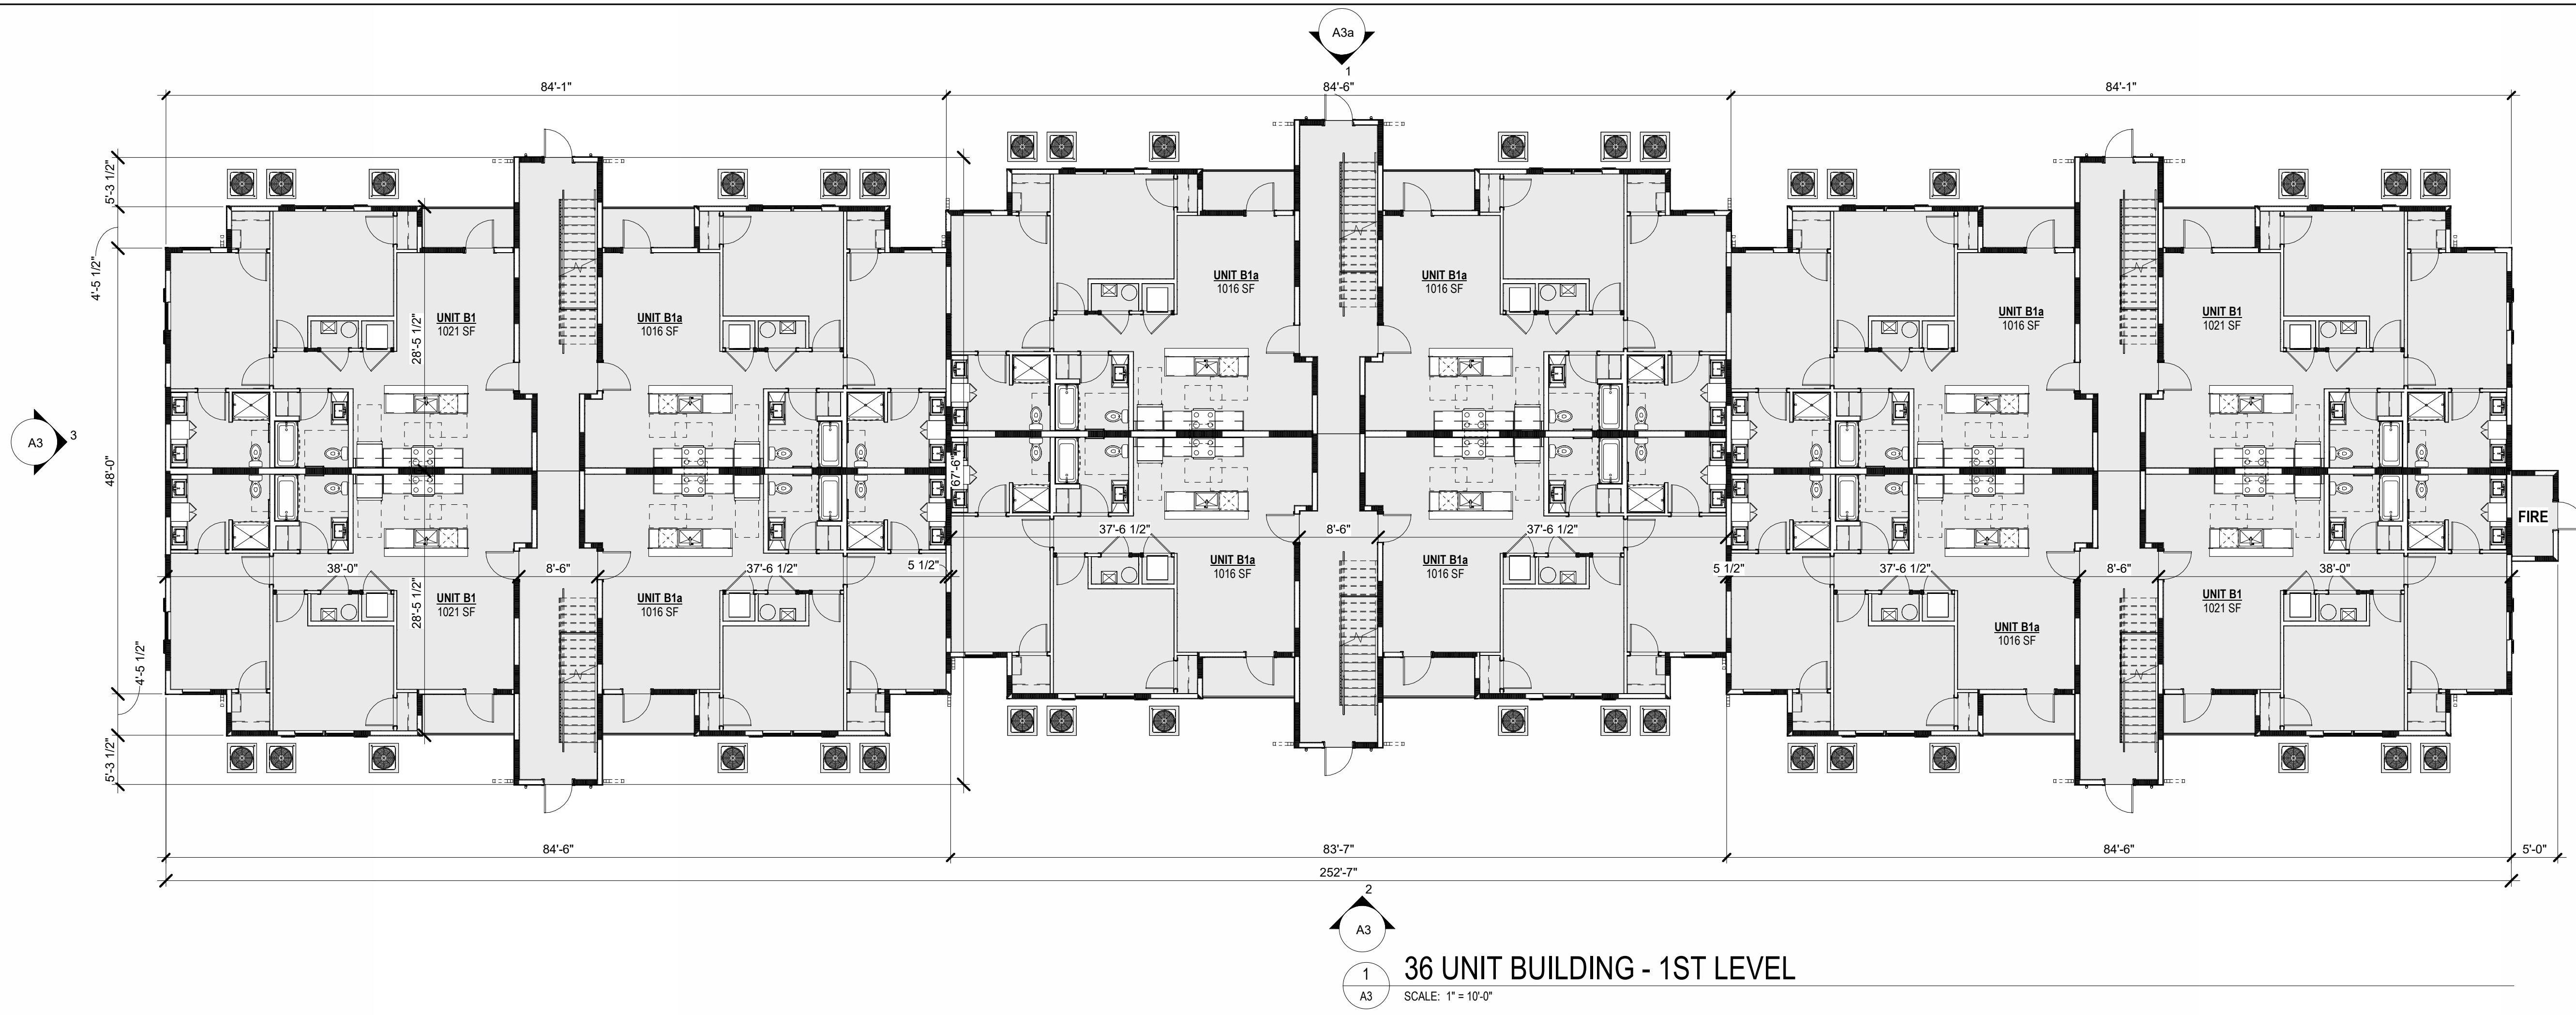 A3a
1
84'-1"
84'-6"
84'-1"
5'-3 1/2"
4'-5 1/2"
48'-0"
4'-5 1/2"
5'-3 1/2"
67'-6"
28'-5 1/2"
28'-5 1/2"
UNIT B1a
1016 SF
UNIT B1a
1016 SF
UNIT B1
1021 SF
UNIT B1a
1016 SF
UNIT B1a
1016 SF
UNIT B1
1021 SF
A3
3
FIRE
37'-6 1/2"
8'-6"
37'-6 1/2"
38'-0"
8'-6"
37'-6 1/2"
5 1/2"
5 1/2"
37'-6 1/2"
8'-6"
38'-0"
UNIT B1a
1016 SF
UNIT B1a
1016 SF
UNIT B1
1021 SF
UNIT B1a
1016 SF
UNIT B1a
1016 SF
UNIT B1
1021 SF
84'-6"
83'-7"
84'-6"
5'-0"
252'-7"
2
A3
1
A3
36 UNIT BUILDING - 1ST LEVEL
SCALE: 1" = 10'-0"